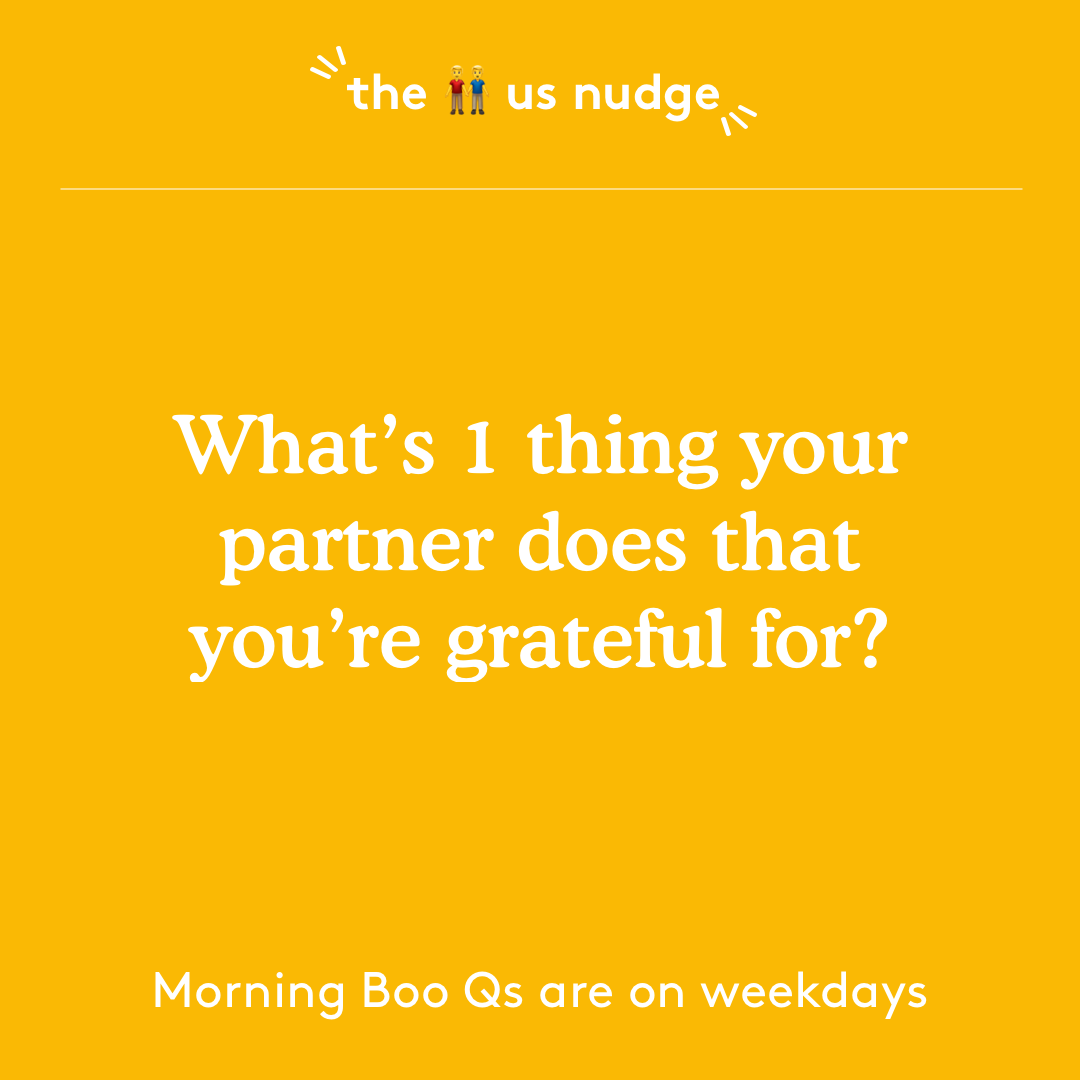 the 👬 us nudge
What’s 1 thing your
partner does that
you’re grateful for?
Morning Boo Qs are on weekdays